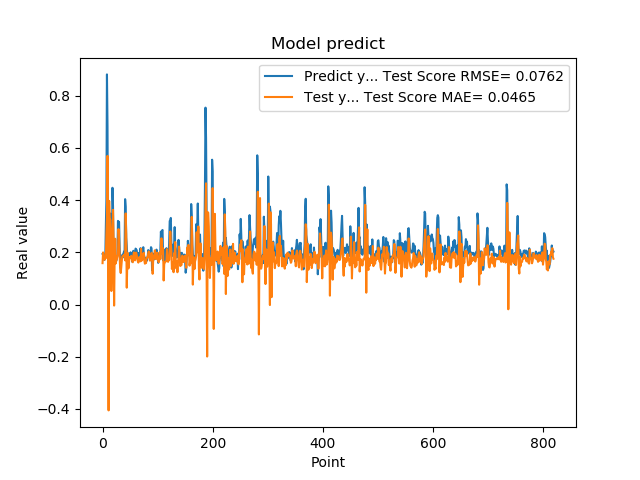 Model predict
Predict y... Test Score RMSE= 0.0762
Test y... Test Score MAE= 0.0465
Real value
0.8
0.6
0.4
0.2
0.0
−0.2
−0.4
0 200 400 600 800
Point